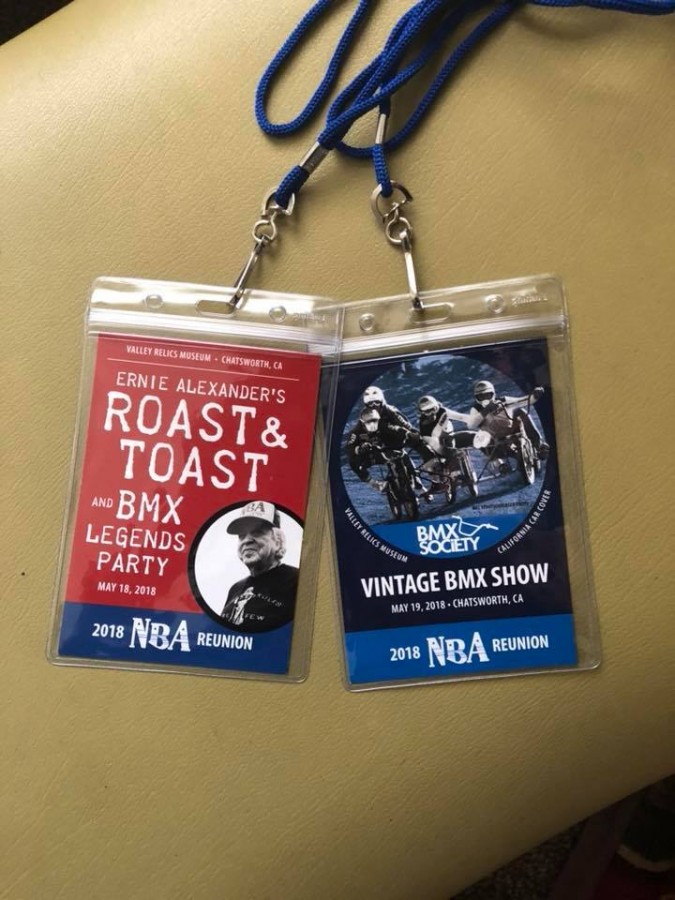 VALLEY RELICS MUSEUM • CHATSWORTH, CA
ERNIE ALEXANDER'S
ROAST &
TOAST
AND BMX
LEGENDS
PARTY
MAY 18, 2018
2018 NBA REUNION
BMX
SOCIETY
VALLEY RELICS MUSEUM
CALIFORNIA CAR COVER
VINTAGE BMX SHOW
MAY 19, 2018 • CHATSWORTH, CA
2018 NBA REUNION